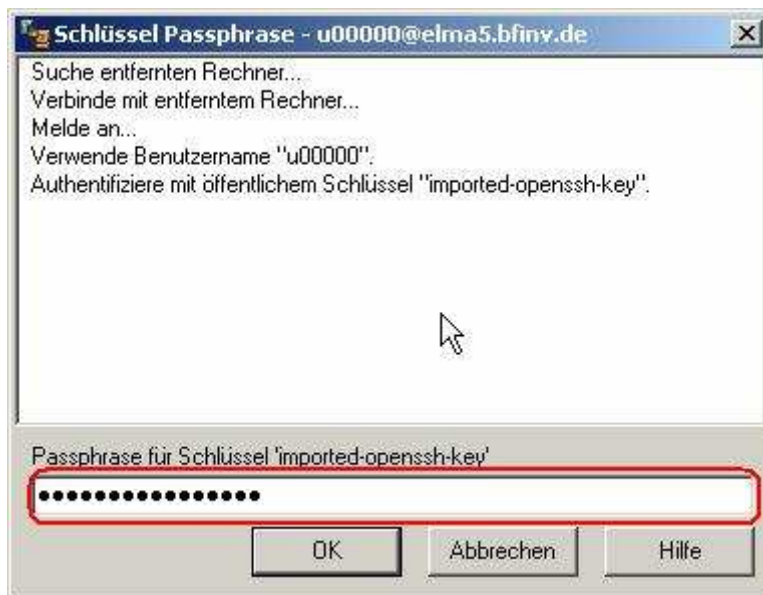 Schlüssel Passphrase - u00000@elma5.bfinv.de
Suche entfernten Rechner...
Verbinde mit entferntem Rechner...
Melde an...
Verwende Benutzername "u00000".
Authentifiziere mit öffentlichem Schlüssel "imported-openssh-key".
Passphrase für Schlüssel 'imported-openssh-key'
••••••••••••••••
OK Abbrechen Hilfe